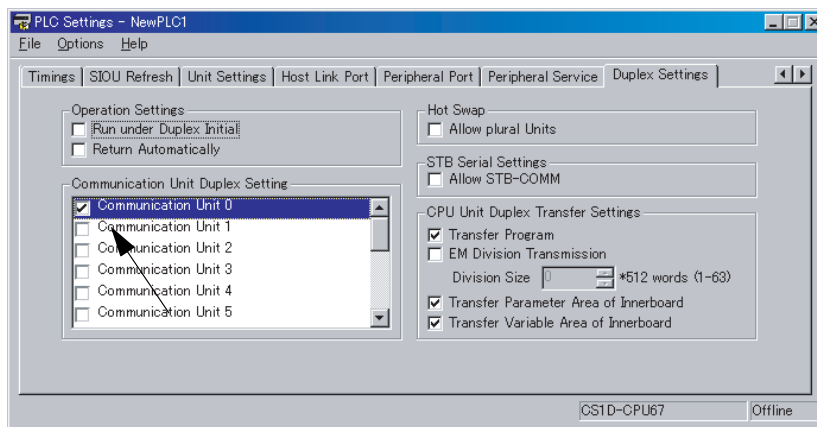 PLC Settings - NewPLC1
File Options Help
Timings SIOU Refresh Unit Settings Host Link Port Peripheral Port Peripheral Service Duplex Settings
Operation Settings
Run under Duplex Initial
Return Automatically
Communication Unit Duplex Setting
Communication Unit 0
Communication Unit 1
Communication Unit 2
Communication Unit 3
Communication Unit 4
Communication Unit 5
Hot Swap
Allow plural Units
STB Serial Settings
Allow STB-COMM
CPU Unit Duplex Transfer Settings
Transfer Program
EM Division Transmission
Division Size 0 *512 words (1-63)
Transfer Parameter Area of Innerboard
Transfer Variable Area of Innerboard
CS1D-CPU67 Offline